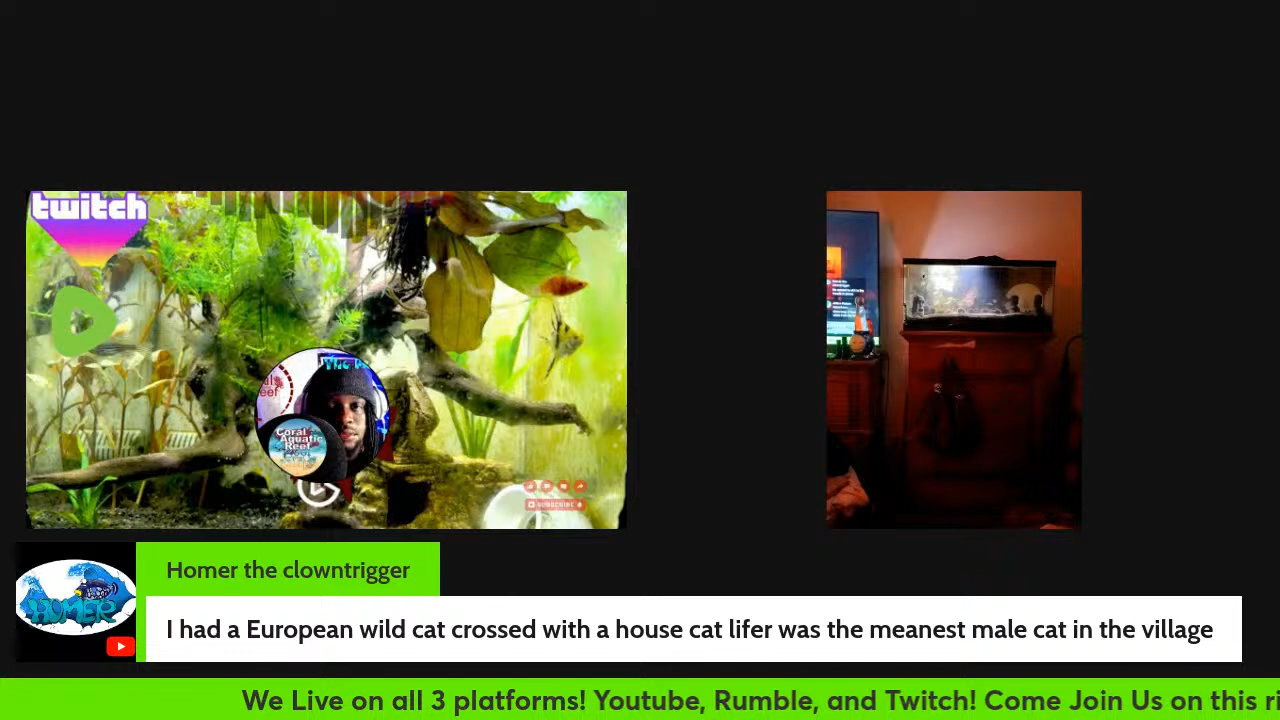 twitch
The
Coral
Aquatic
Reef
SUBSCRIBE
Homer the clowntrigger
HOMER
I had a European wild cat crossed with a house cat lifer was the meanest male cat in the village
We Live on all 3 platforms! Youtube, Rumble, and Twitch! Come Join Us on this ri